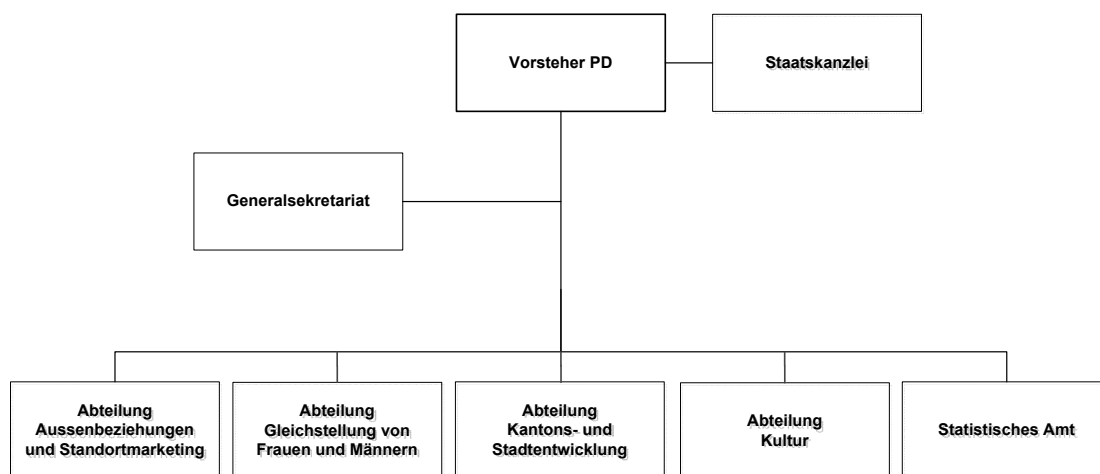 Vorsteher PD
Staatskanzlei
Generalsekretariat
Abteilung
Aussenbeziehungen
und Standortmarketing
Abteilung
Gleichstellung von
Frauen und Männern
Abteilung
Kantons- und
Stadtentwicklung
Abteilung
Kultur
Statistisches Amt